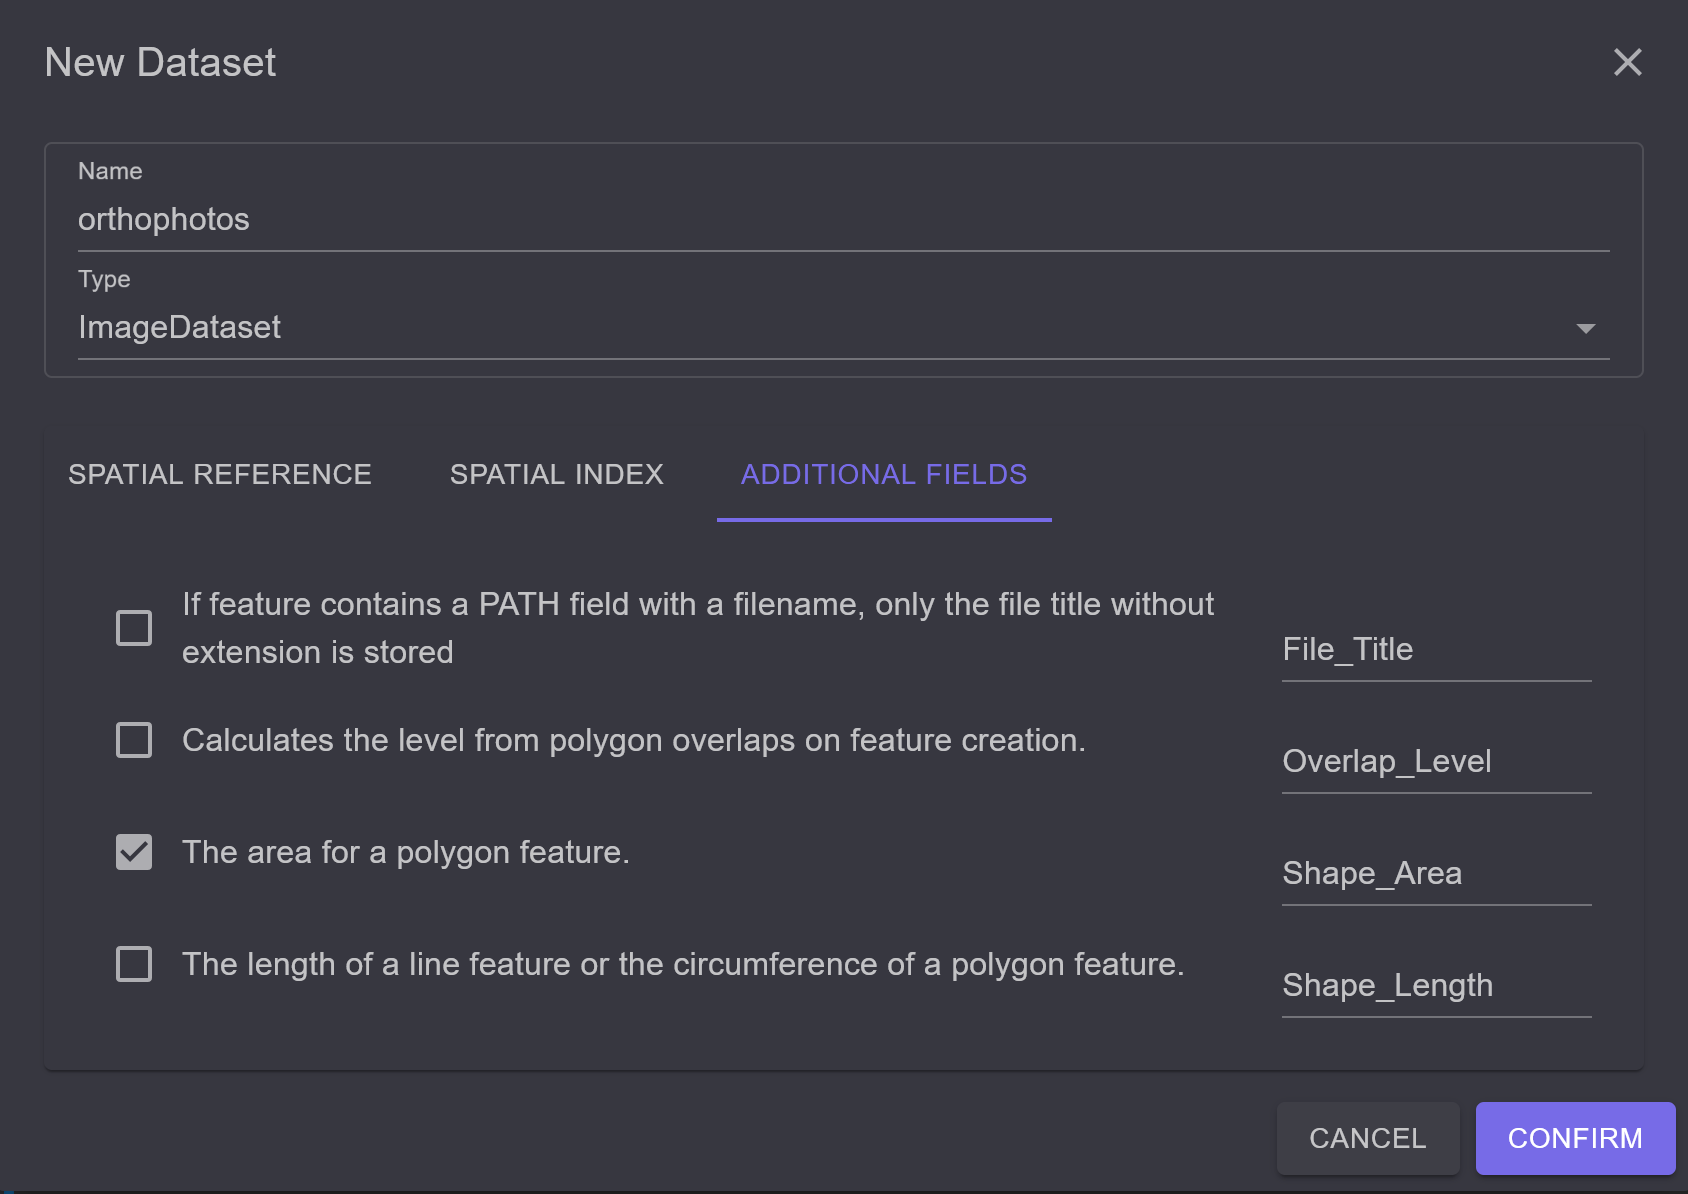 New Dataset
Name
orthophotos
Type
ImageDataset
SPATIAL REFERENCE
SPATIAL INDEX
ADDITIONAL FIELDS
If feature contains a PATH field with a filename, only the file title without
extension is stored
File_Title
Calculates the level from polygon overlaps on feature creation.
Overlap_Level
The area for a polygon feature.
Shape_Area
The length of a line feature or the circumference of a polygon feature.
Shape_Length
CANCEL
CONFIRM